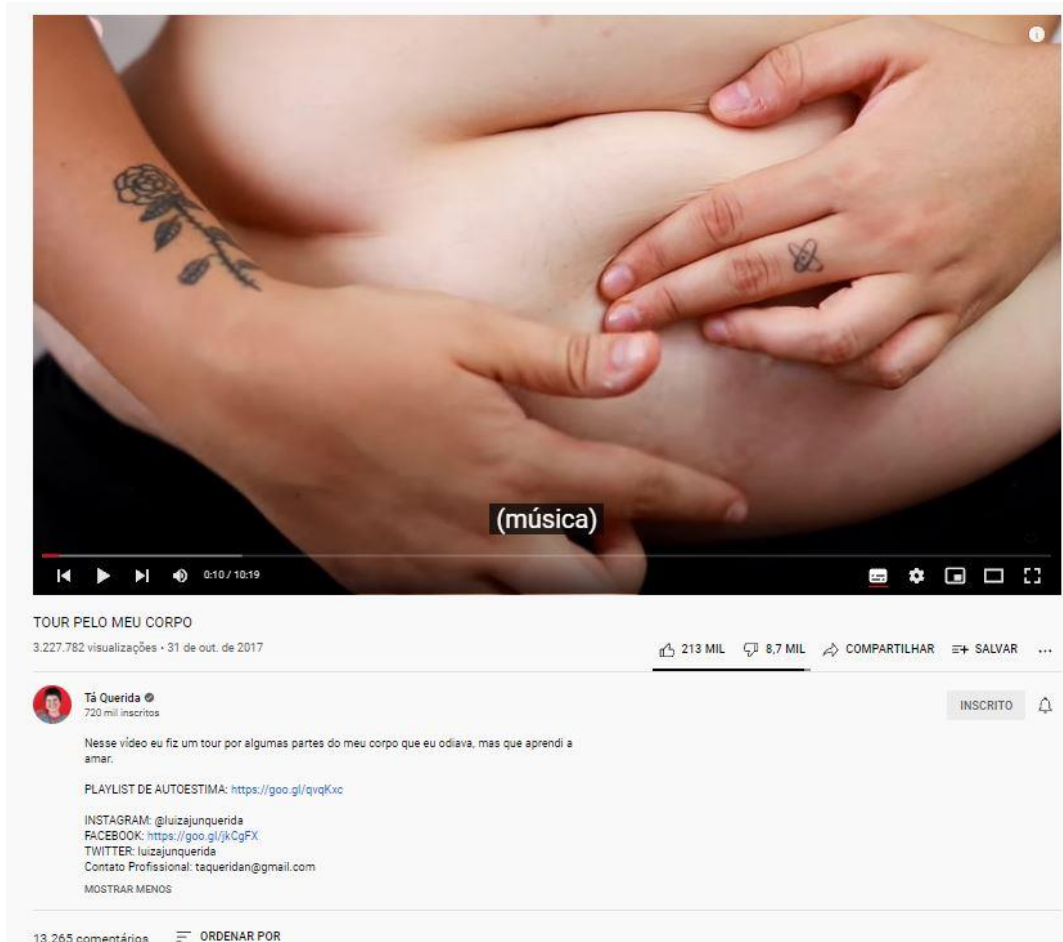 (música)
0:10 / 10:19
TOUR PELO MEU CORPO
3.227.782 visualizações • 31 de out. de 2017
213 MIL 8,7 MIL COMPARTILHAR SALVAR ...
Tá Querida
720 mil inscritos
INSCRITO
Nesse vídeo eu fiz um tour por algumas partes do meu corpo que eu odiava, mas que aprendi a
amar.
PLAYLIST DE AUTOESTIMA: https://goo.gl/qvqKxc
INSTAGRAM: @luizajunquerida
FACEBOOK: https://goo.gl/jkCgFX
TWITTER: luizajunquerida
Contato Profissional: taqueridan@gmail.com
MOSTRAR MENOS
13.265 comentários ORDENAR POR